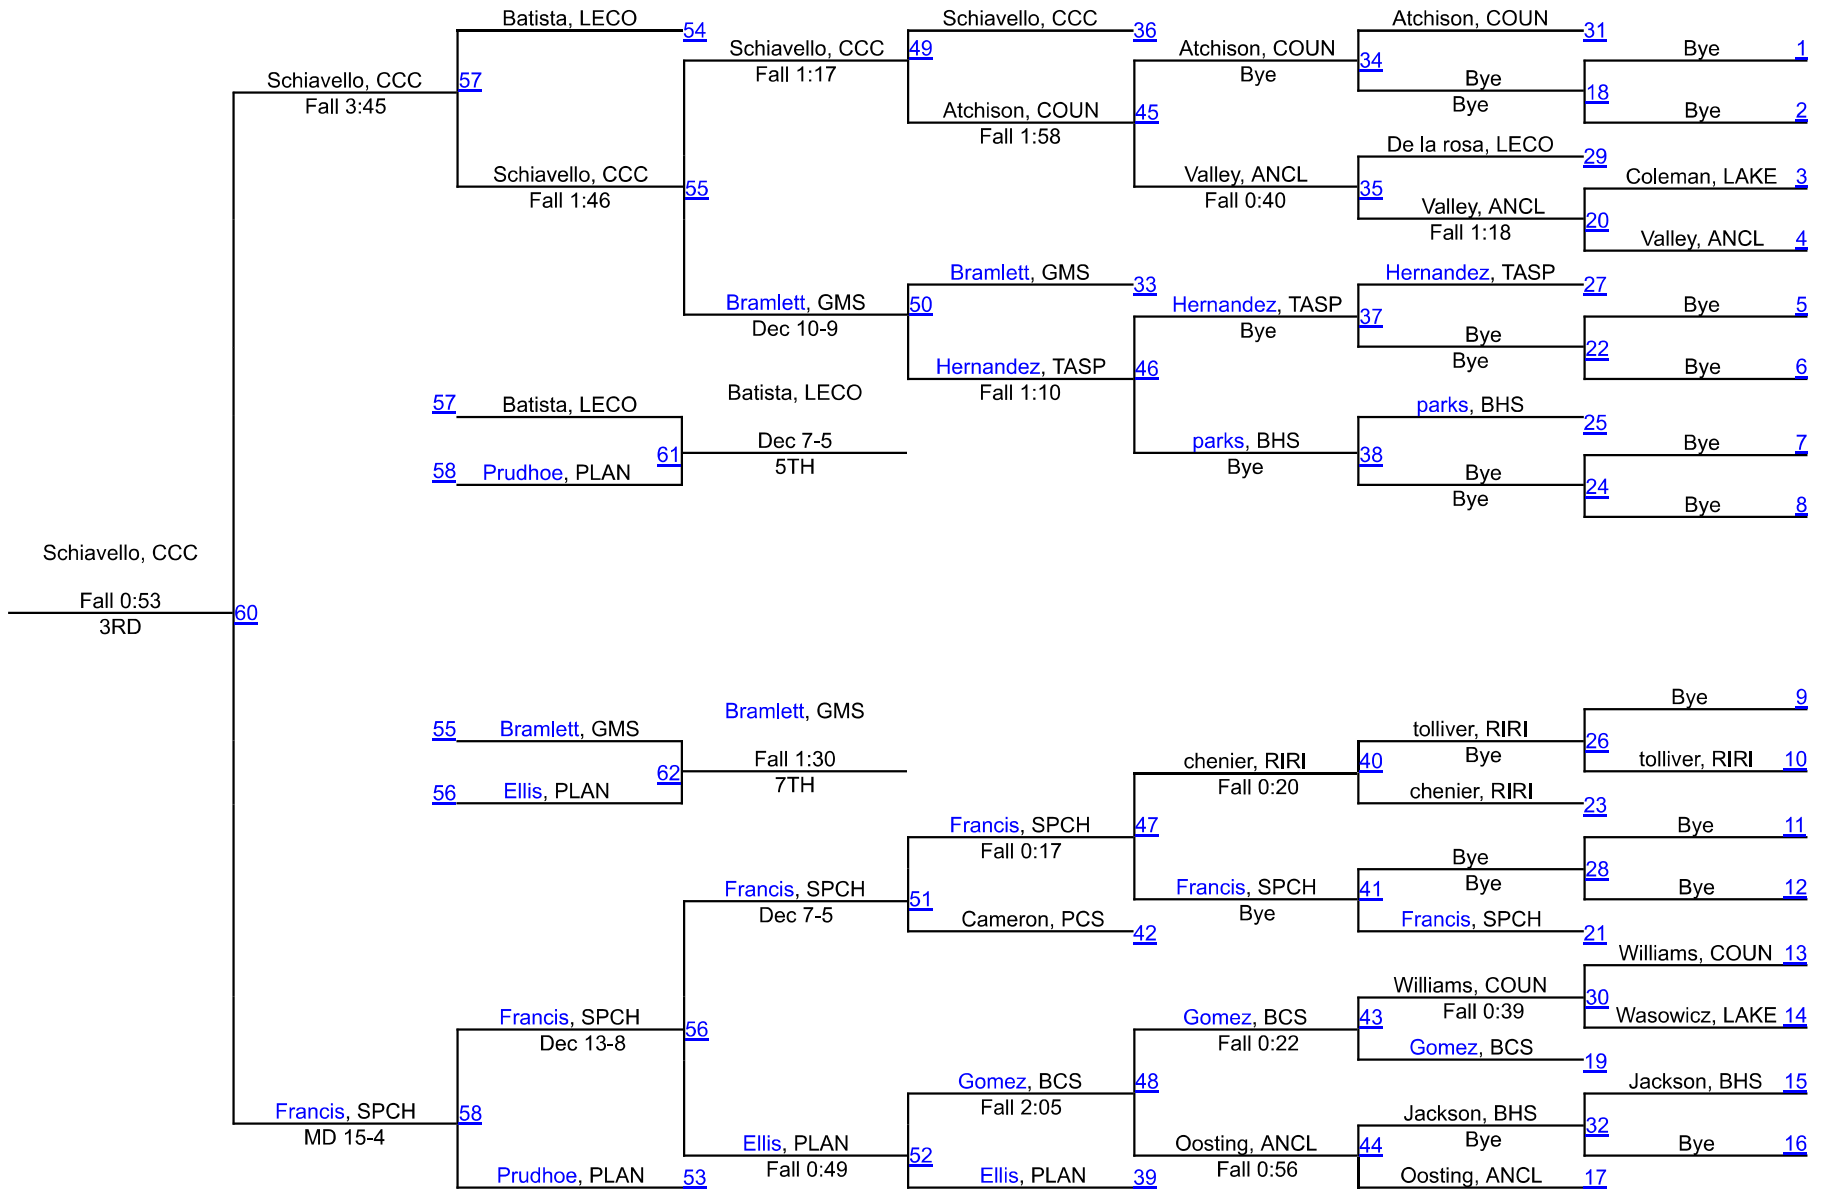 Batista, LECO
54
Schiavello, CCC
36
Atchison, COUN
31
Schiavello, CCC
49
Fall 1:17
Atchison, COUN
34
Bye
Bye
1
Schiavello, CCC
57
Fall 3:45
Bye
18
Bye
Bye
2
Atchison, COUN
45
Fall 1:58
De la rosa, LECO
29
Schiavello, CCC
55
Fall 1:46
Valley, ANCL
35
Fall 0:40
Coleman, LAKE
3
Valley, ANCL
20
Fall 1:18
Valley, ANCL
4
Bramlett, GMS
33
Hernandez, TASP
27
Bramlett, GMS
50
Dec 10-9
Hernandez, TASP
37
Bye
Bye
5
Bye
22
Bye
Bye
6
Hernandez, TASP
46
Fall 1:10
Batista, LECO
57
Batista, LECO
parks, BHS
25
Dec 7-5
61
5TH
parks, BHS
38
Bye
Bye
7
58
Prudhoe, PLAN
Bye
24
Bye
Bye
8
Schiavello, CCC
Fall 0:53
60
3RD
Bye
9
Bramlett, GMS
55
Bramlett, GMS
tolliver, RIRI
26
Bye
Fall 1:30
62
7TH
chenier, RIRI
40
Fall 0:20
tolliver, RIRI
10
56
Ellis, PLAN
chenier, RIRI
23
Francis, SPCH
47
Fall 0:17
Bye
11
Bye
28
Bye
Francis, SPCH
51
Dec 7-5
Francis, SPCH
41
Bye
Bye
12
Cameron, PCS
42
Francis, SPCH
21
Williams, COUN
13
Williams, COUN
30
Fall 0:39
Francis, SPCH
56
Dec 13-8
Gomez, BCS
43
Fall 0:22
Wasowicz, LAKE
14
Gomez, BCS
19
Gomez, BCS
48
Fall 2:05
Jackson, BHS
15
Francis, SPCH
58
MD 15-4
Jackson, BHS
32
Bye
Ellis, PLAN
52
Fall 0:49
Oosting, ANCL
44
Fall 0:56
Bye
16
Prudhoe, PLAN
53
Ellis, PLAN
39
Oosting, ANCL
17